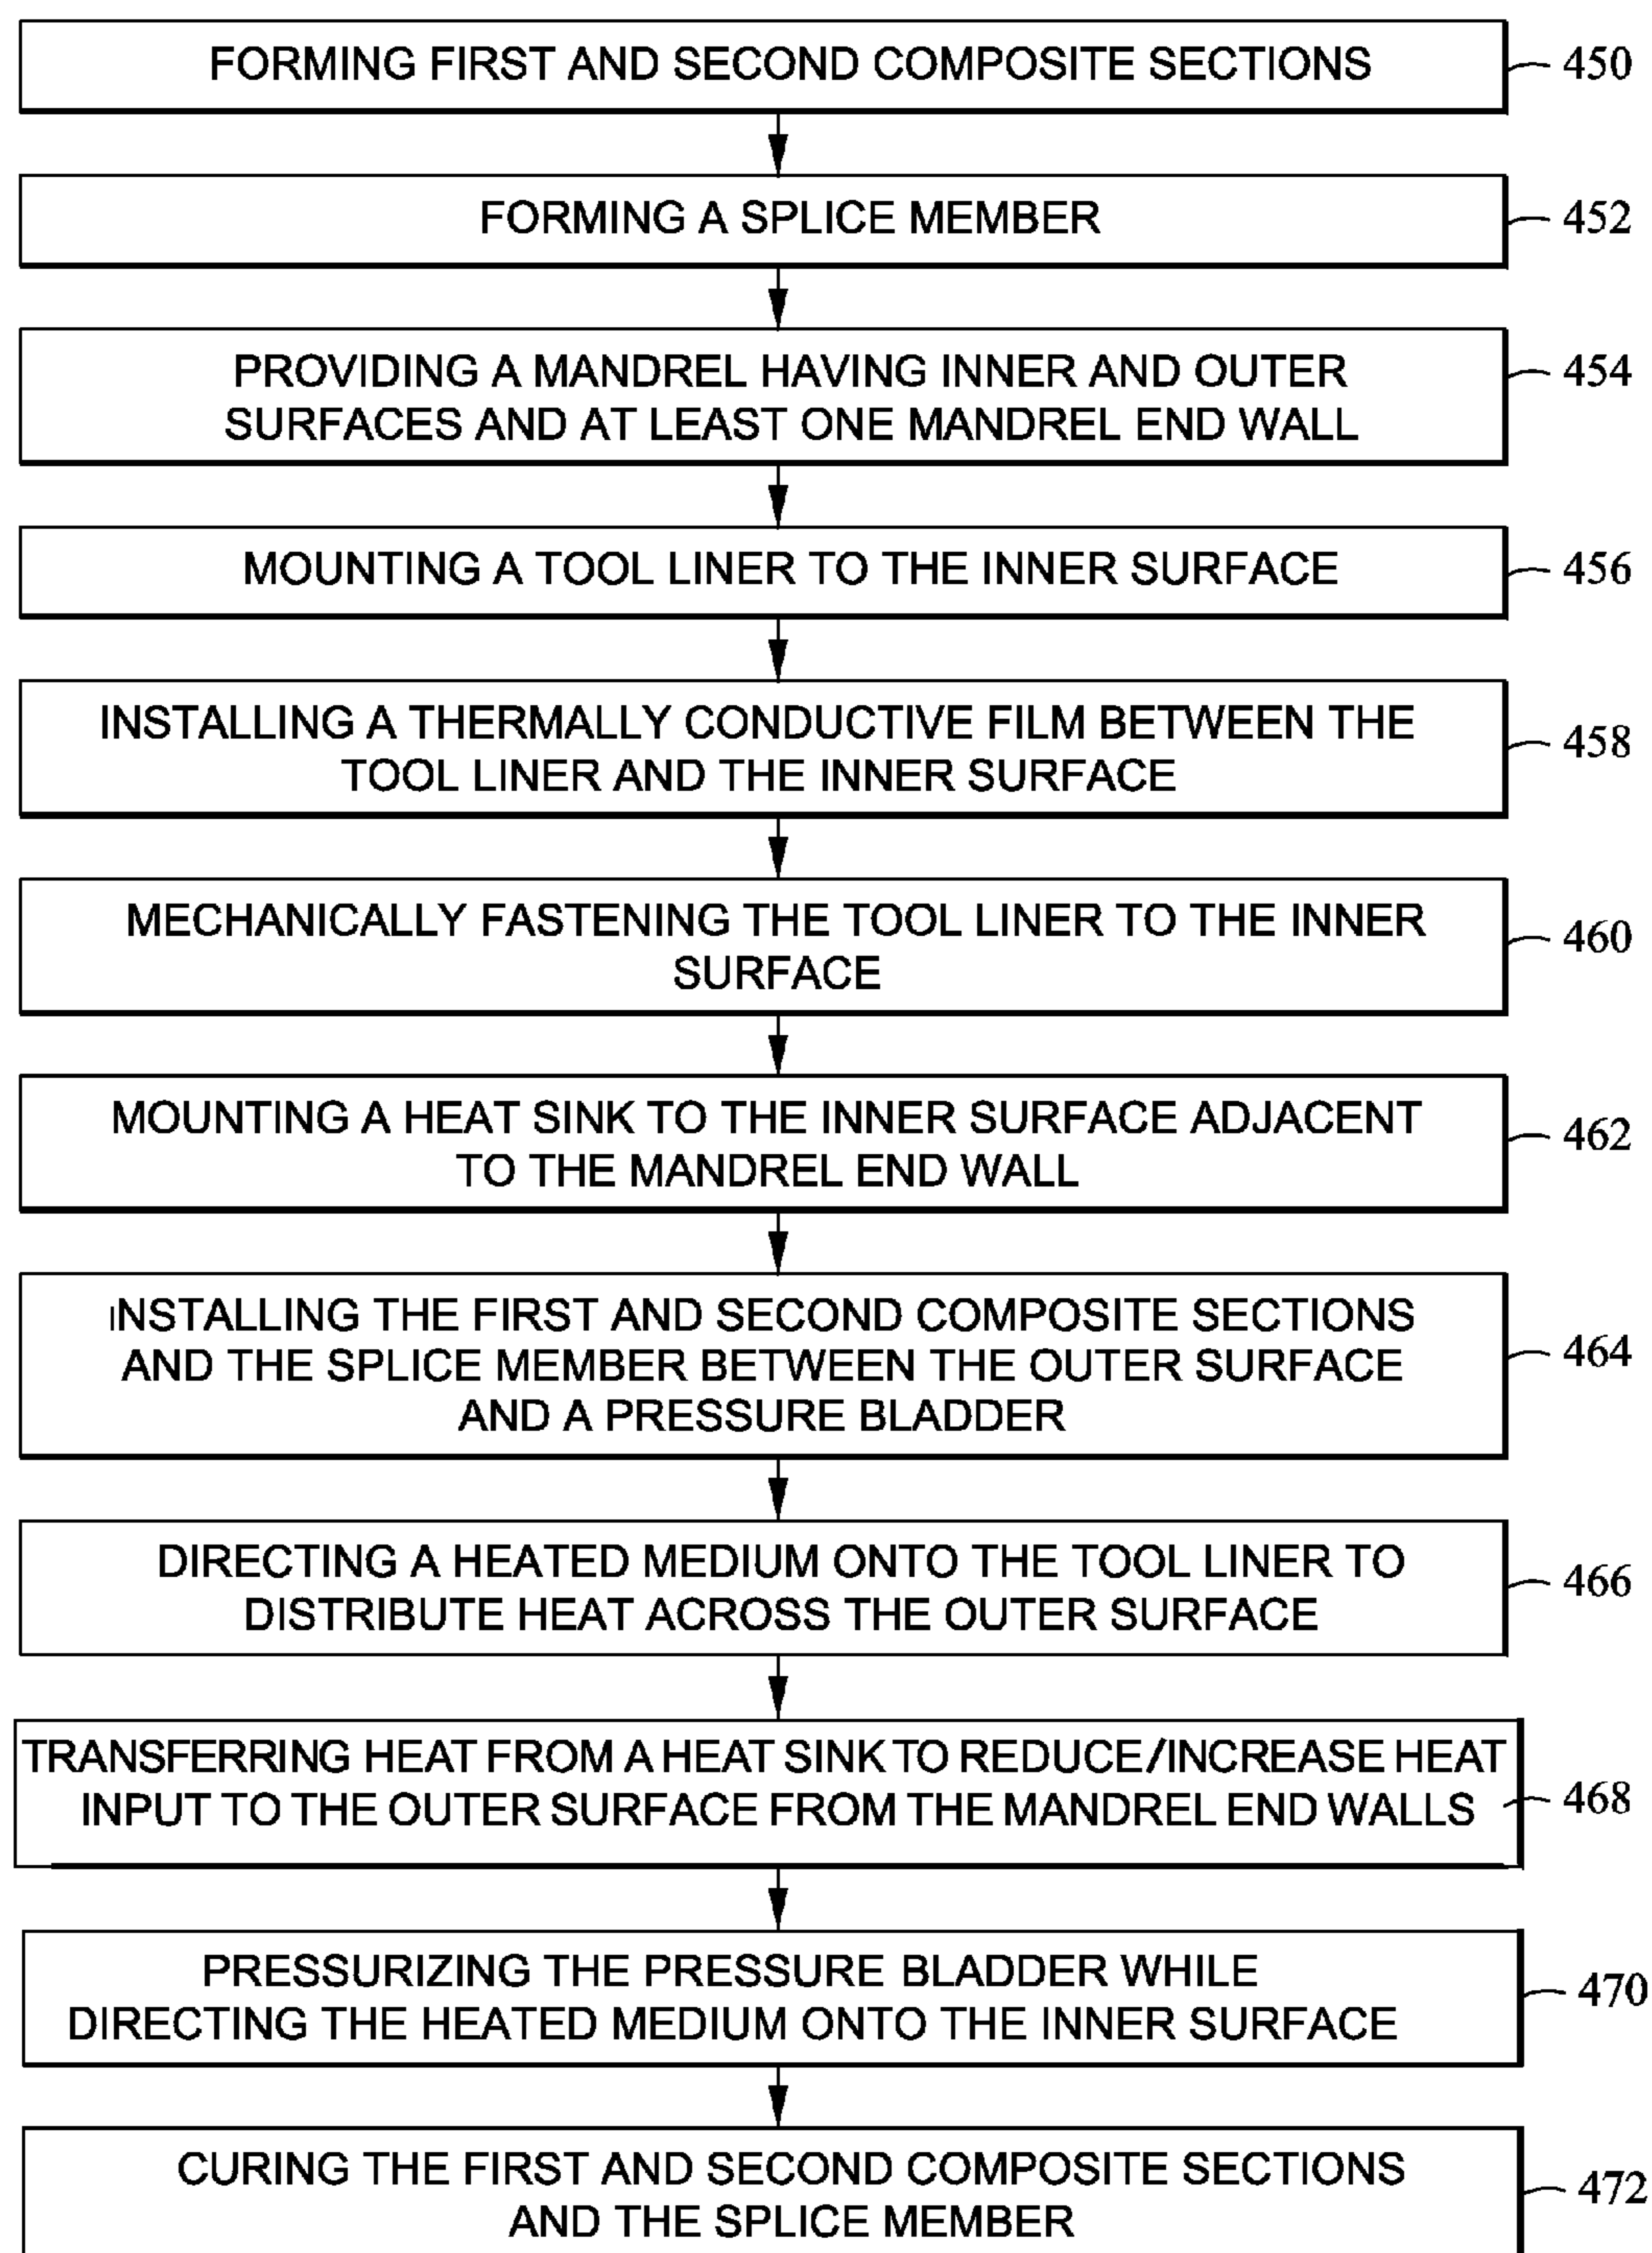 FORMING FIRST AND SECOND COMPOSITE SECTIONS
450
FORMING A SPLICE MEMBER
452
PROVIDING A MANDREL HAVING INNER AND OUTER
SURFACES AND AT LEAST ONE MANDREL END WALL
454
MOUNTING A TOOL LINER TO THE INNER SURFACE
456
INSTALLING A THERMALLY CONDUCTIVE FILM BETWEEN THE
TOOL LINER AND THE INNER SURFACE
458
MECHANICALLY FASTENING THE TOOL LINER TO THE INNER
SURFACE
460
MOUNTING A HEAT SINK TO THE INNER SURFACE ADJACENT
TO THE MANDREL END WALL
462
INSTALLING THE FIRST AND SECOND COMPOSITE SECTIONS
AND THE SPLICE MEMBER BETWEEN THE OUTER SURFACE
AND A PRESSURE BLADDER
464
DIRECTING A HEATED MEDIUM ONTO THE TOOL LINER TO
DISTRIBUTE HEAT ACROSS THE OUTER SURFACE
466
TRANSFERRING HEAT FROM A HEAT SINK TO REDUCE/INCREASE HEAT
INPUT TO THE OUTER SURFACE FROM THE MANDREL END WALLS
468
PRESSURIZING THE PRESSURE BLADDER WHILE
DIRECTING THE HEATED MEDIUM ONTO THE INNER SURFACE
470
CURING THE FIRST AND SECOND COMPOSITE SECTIONS
AND THE SPLICE MEMBER
472